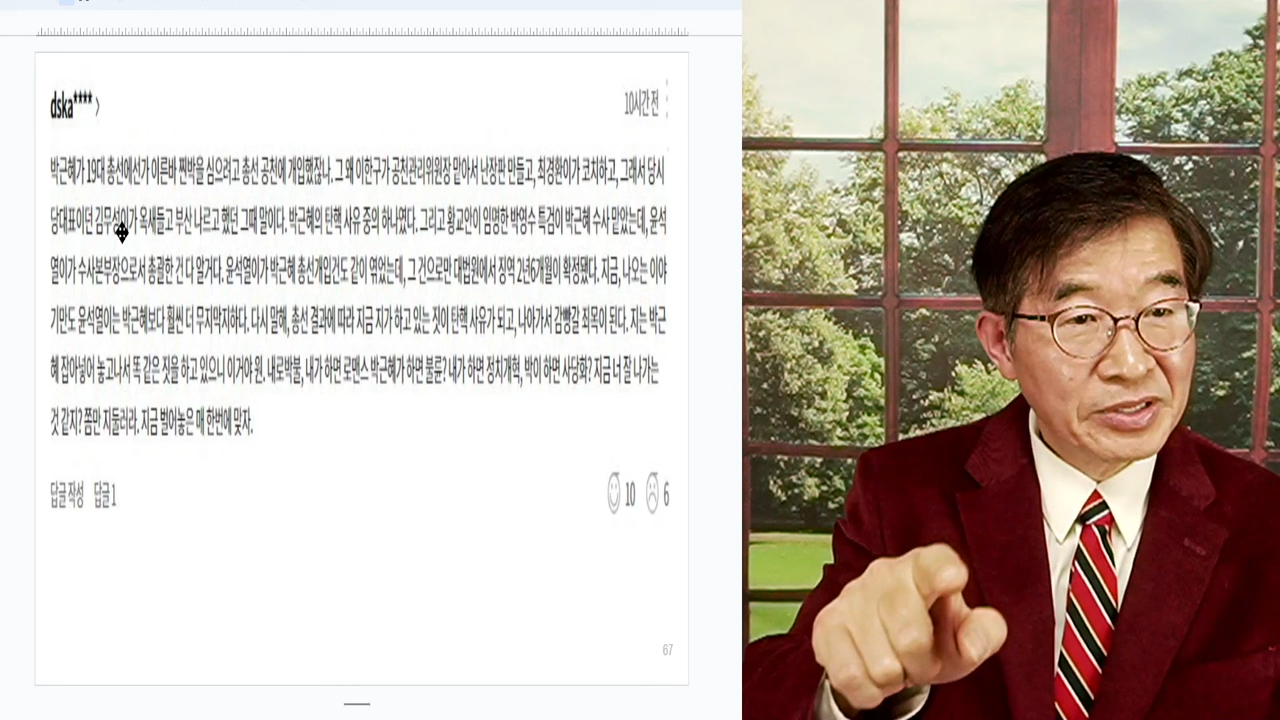 dska**** 〉
10시간 전
박근혜가 19대 총선에선가 이른바 찐박을 심으려고 총선 공천에 개입했잖나. 그 왜 이한구가 공천관리위원장 맡아서 난장판 만들고, 최경환이가 코치하고, 그래서 당시
당대표이던 김무성이가 옥새들고 부산 나르고 했던 그때 말이다. 박근혜의 탄핵 사유 중의 하나였다. 그리고 황교안이 임명한 박영수 특검이 박근혜 수사 맡았는데, 윤석
열이가 수사본부장으로서 총괄한 건 다 알거다. 윤석열이가 박근혜 총선개입건도 같이 엮었는데, 그 것으로만 대법원에서 징역 2년6개월이 확정됐다. 지금, 나오는 이야
기만도 윤석열이는 박근혜보다 훨씬 더 무지막지하다. 다시 말해, 총선 결과에 따라 지금 지가 하고 있는 짓이 탄핵 사유가 되고, 나아가서 감빵갈 죄목이 된다. 지는 박근
혜 잡아넣어 놓고나서 똑 같은 짓을 하고 있으니 이거야 원. 내로박불, 내가 하면 로맨스 박근혜가 하면 불륜? 내가 하면 정치개혁, 박이 하면 사당화? 지금 너 잘 나가는
것 같지? 쫌만 지둘러라. 지금 벌어놓은 매 한번에 맞자.
답글 작성 답글 1
10 6
67